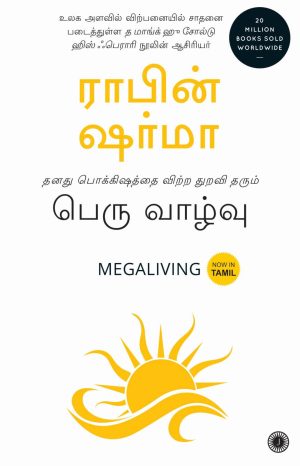 உலக அளவில் விற்பனையில் சாதனை
படைத்துள்ள த மாங்க் ஹு சோல்டு
ஹிஸ் ஃபெராரி நூலின் ஆசிரியர்
20
MILLION
BOOKS SOLD
WORLDWIDE
ராபின்
ஷர்மா
தனது பொக்கிஷத்தை விற்ற துறவி தரும்
பெரு வாழ்வு
MEGALIVING
NOW IN
TAMIL